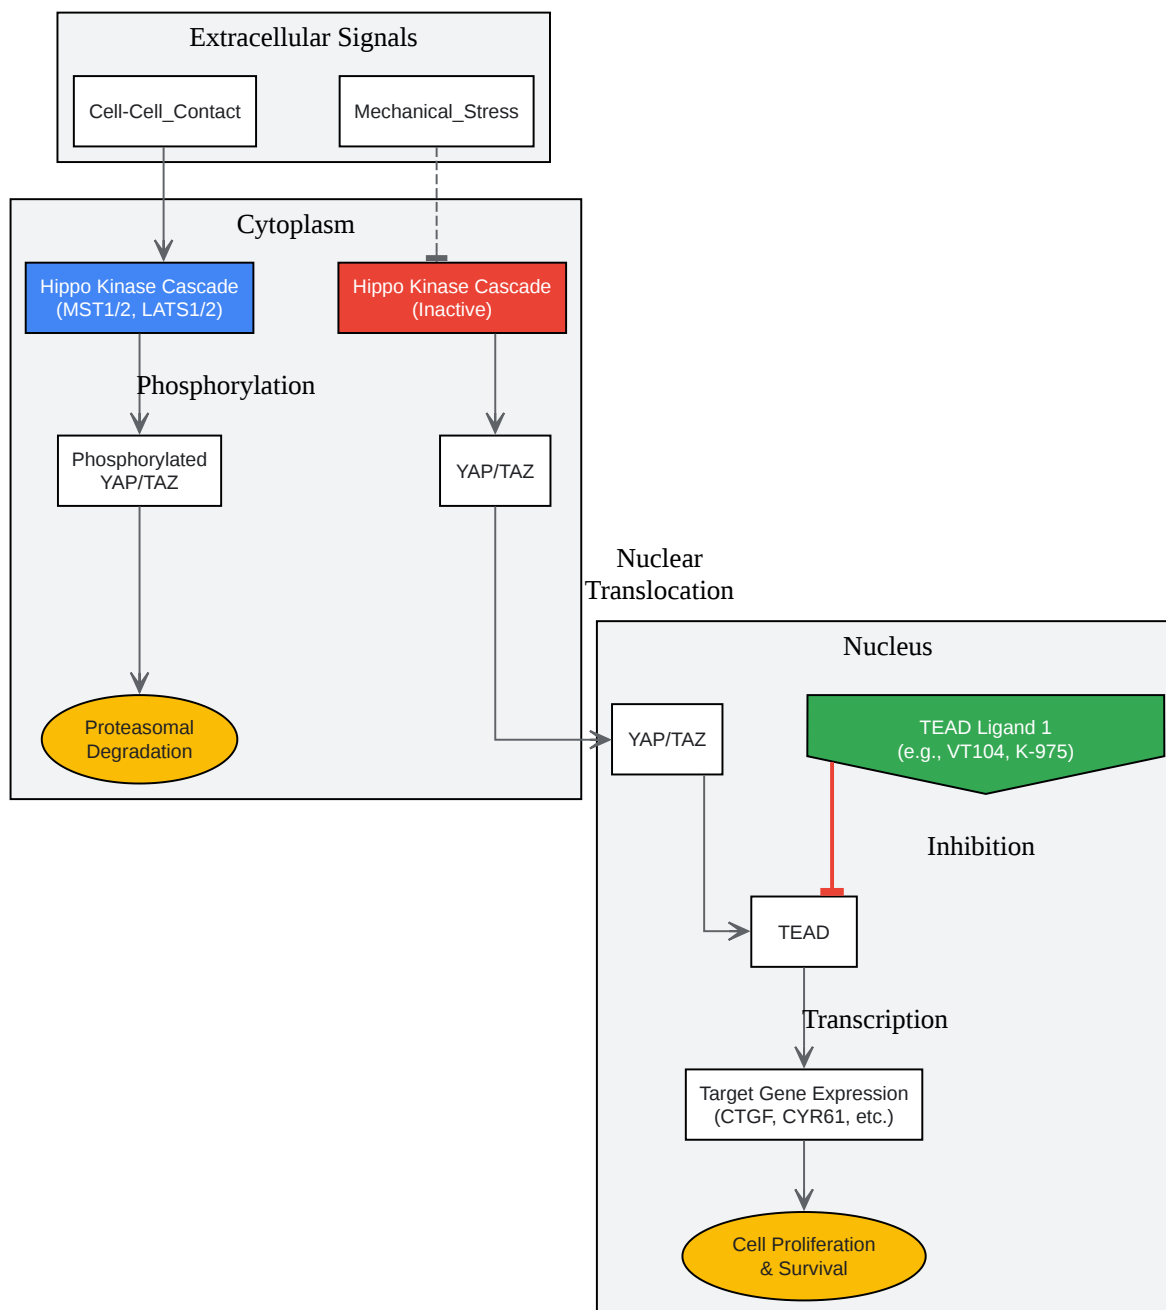 Extracellular Signals
Cell-Cell_Contact
Mechanical_Stress
Cytoplasm
Hippo Kinase Cascade
(MST1/2, LATS1/2)
Hippo Kinase Cascade
(Inactive)
Phosphorylation
Phosphorylated
YAP/TAZ
YAP/TAZ
Nuclear
Translocation
Proteasomal
Degradation
Nucleus
YAP/TAZ
TEAD Ligand 1
(e.g., VT104, K-975)
Inhibition
TEAD
Transcription
Target Gene Expression
(CTGF, CYR61, etc.)
Cell Proliferation
& Survival